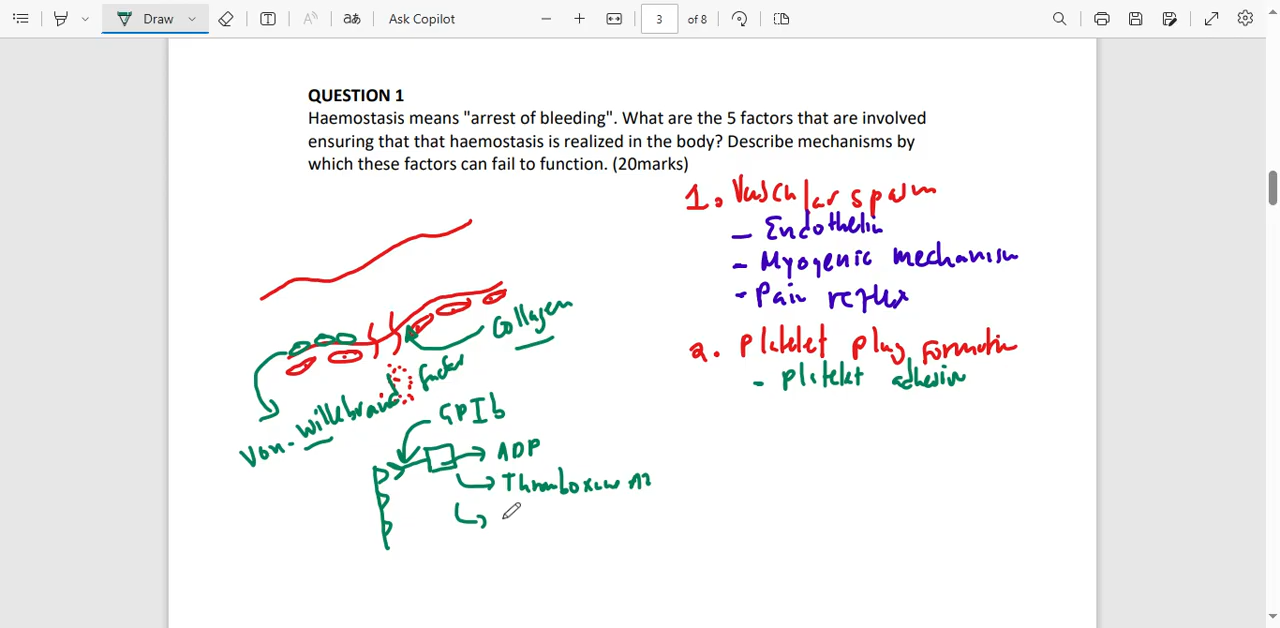 Draw
Ask Copilot
3 of 8
QUESTION 1
Haemostasis means "arrest of bleeding". What are the 5 factors that are involved
ensuring that that haemostasis is realized in the body? Describe mechanisms by
which these factors can fail to function. (20marks)
1. Vascular spasm
- Endothelin
- Myogenic mechanism
- Pain reflex
Collagen
2. Platelet plug formation
- Platelet adhesion
Von-Willebrand factor
GPIb
ADP
Thromboxane A2